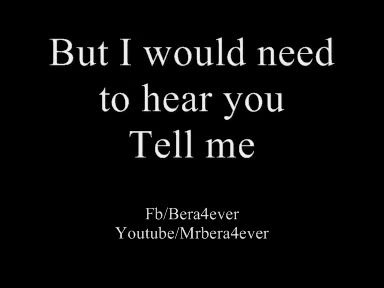 But I would need
to hear you
Tell me
Fb/Bera4ever
Youtube/Mrbera4ever